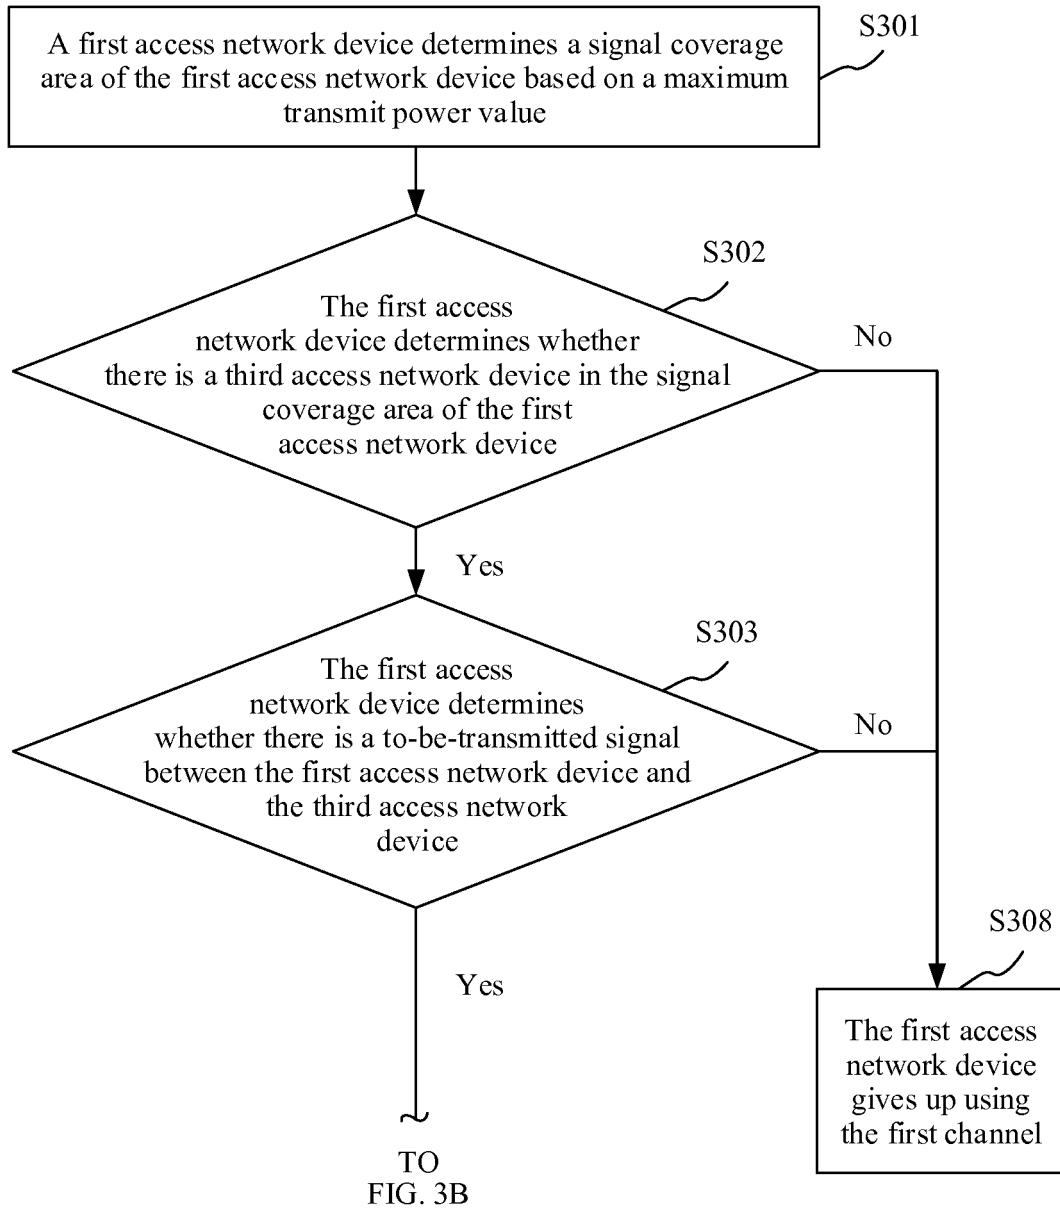 S301
A first access network device determines a signal coverage
area of the first access network device based on a maximum
transmit power value
S302
The first access
network device determines whether
there is a third access network device in the signal
coverage area of the first
access network device
No
Yes
S303
The first access
network device determines
whether there is a to-be-transmitted signal
between the first access network device and
the third access network
device
No
Yes
S308
The first access
network device
gives up using
the first channel
TO
FIG. 3B